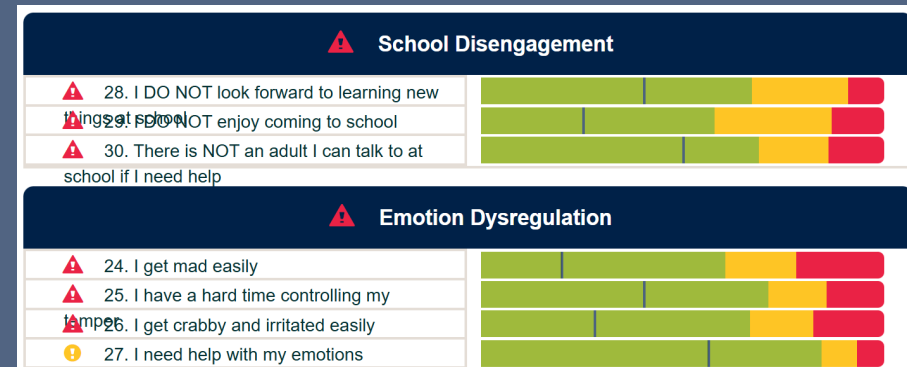 School Disengagement
28. I DO NOT look forward to learning new
things at school
29. I DO NOT enjoy coming to school
30. There is NOT an adult I can talk to at
school if I need help
Emotion Dysregulation
24. I get mad easily
25. I have a hard time controlling my
temper
26. I get crabby and irritated easily
27. I need help with my emotions